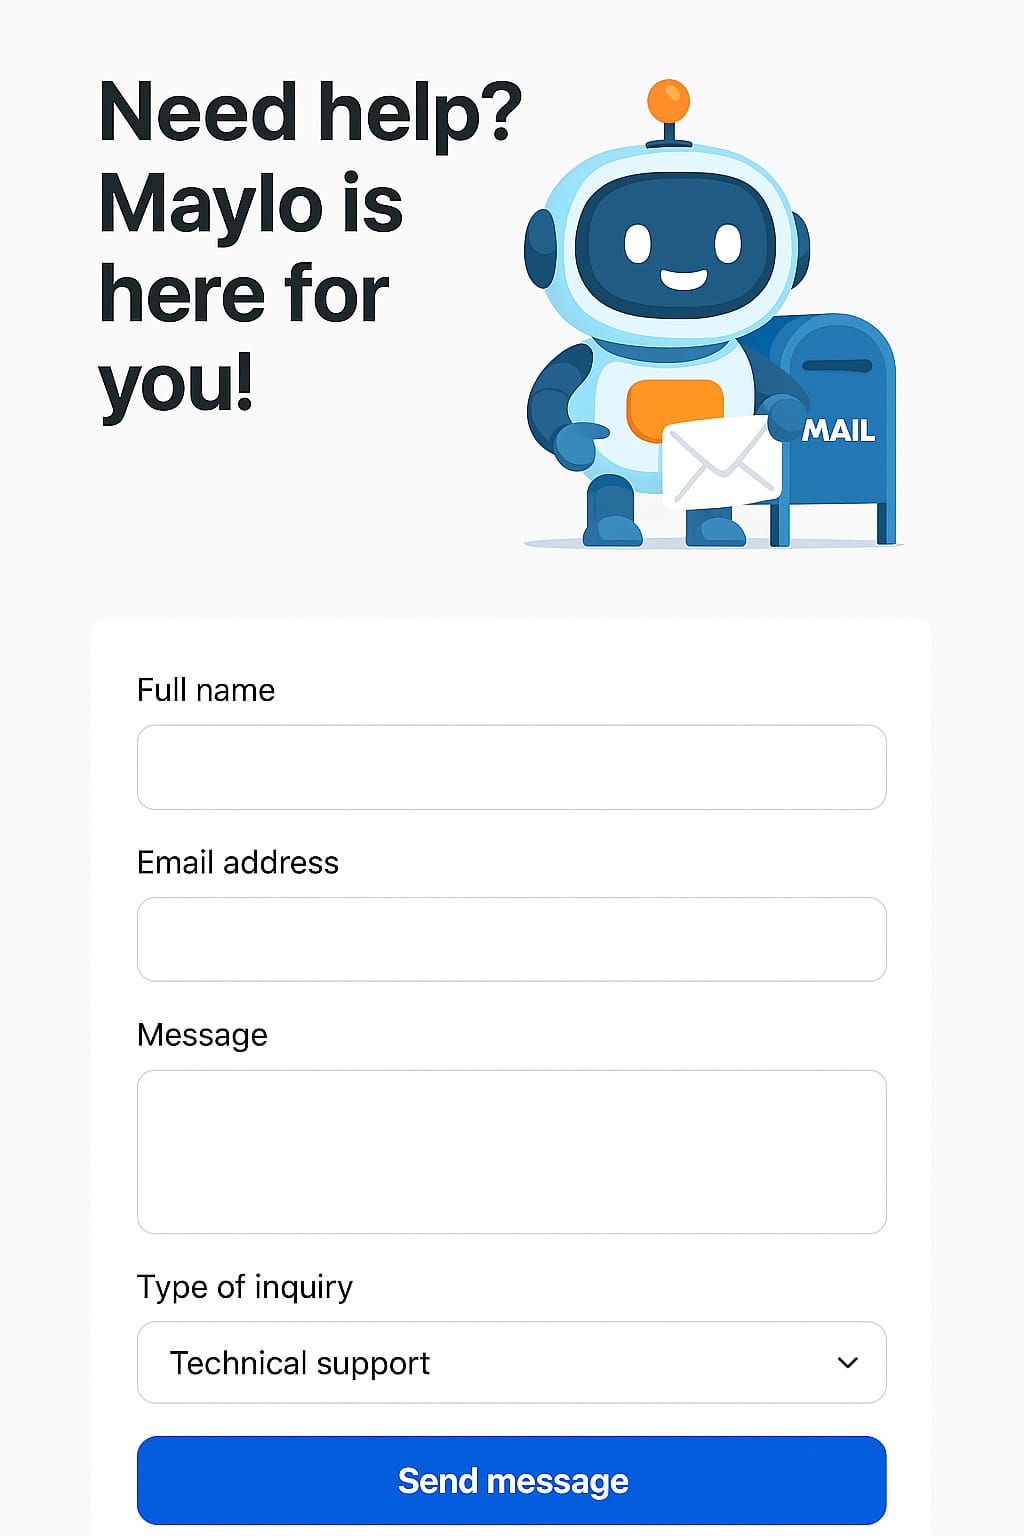 Need help?
Maylo is
here for
you!
MAIL
Full name
Email address
Message
Type of inquiry
Technical support
Send message